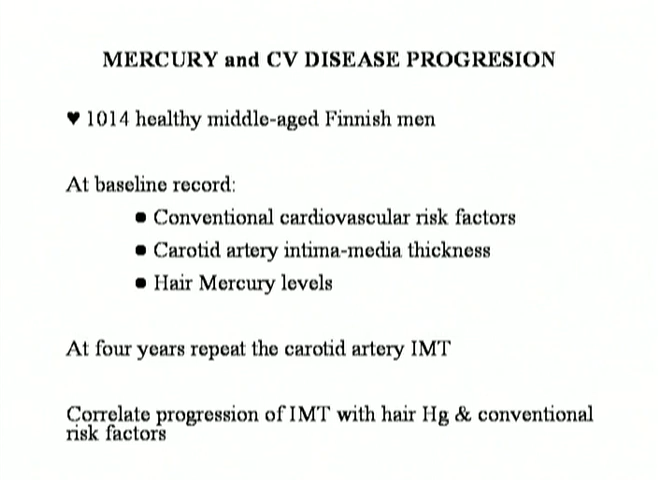 MERCURY and CV DISEASE PROGRESION
♥ 1014 healthy middle-aged Finnish men
At baseline record:
● Conventional cardiovascular risk factors
● Carotid artery intima-media thickness
● Hair Mercury levels
At four years repeat the carotid artery IMT
Correlate progression of IMT with hair Hg & conventional
risk factors